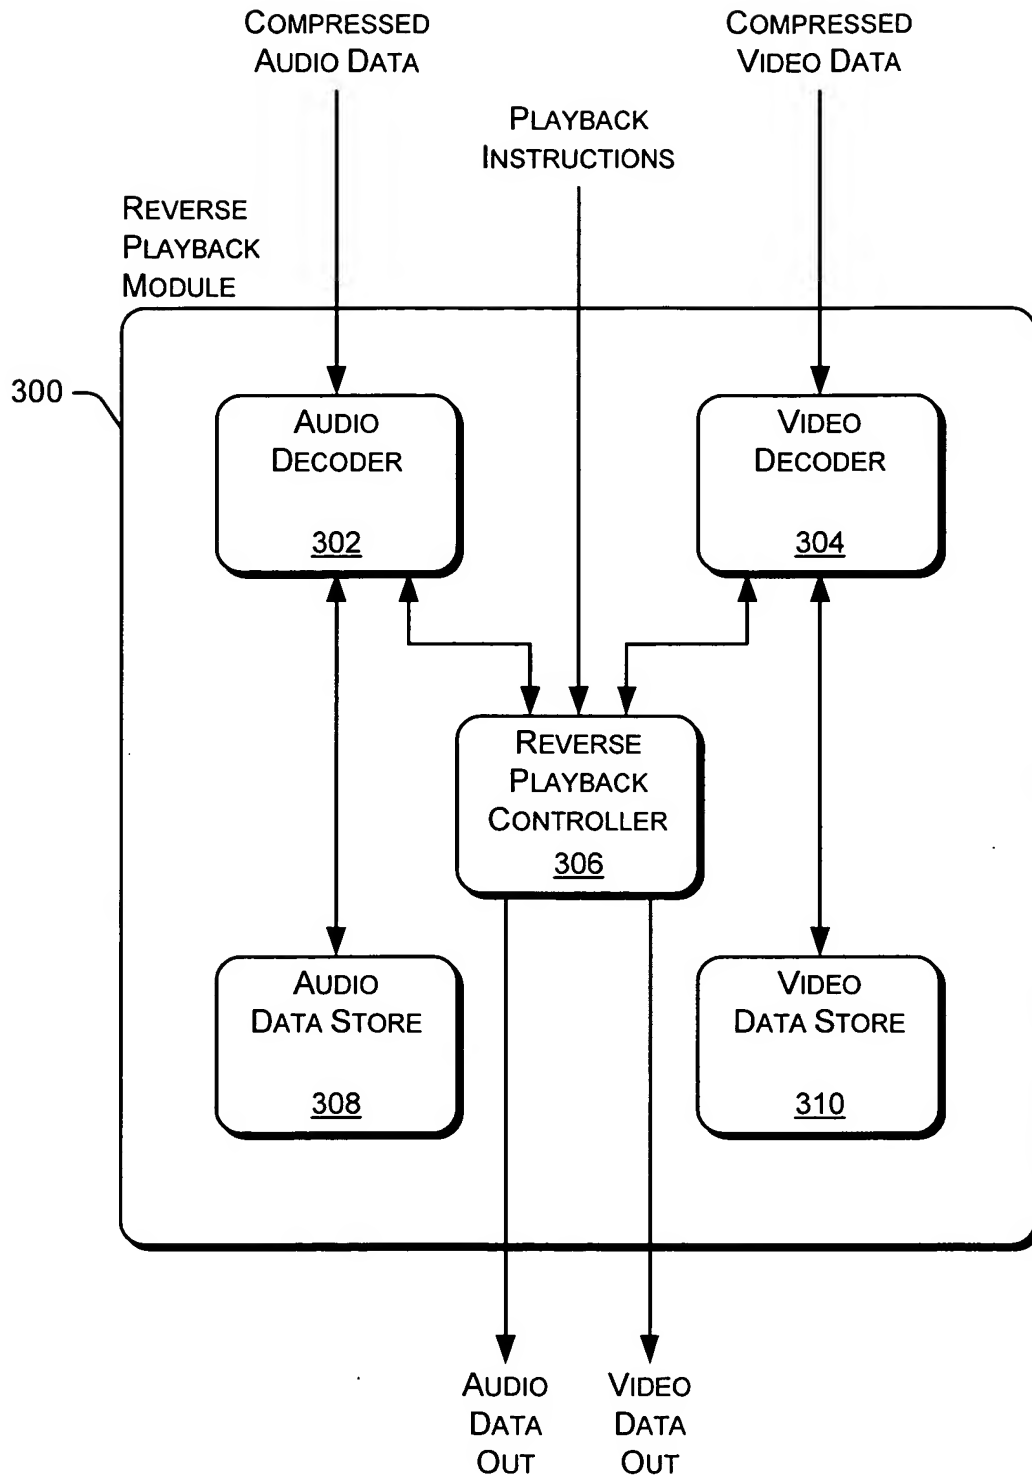 COMPRESSED
AUDIO DATA
COMPRESSED
VIDEO DATA
PLAYBACK
INSTRUCTIONS
REVERSE
PLAYBACK
MODULE
300
AUDIO
DECODER
302
VIDEO
DECODER
304
REVERSE
PLAYBACK
CONTROLLER
306
AUDIO
DATA STORE
308
VIDEO
DATA STORE
310
AUDIO
DATA
OUT
VIDEO
DATA
OUT